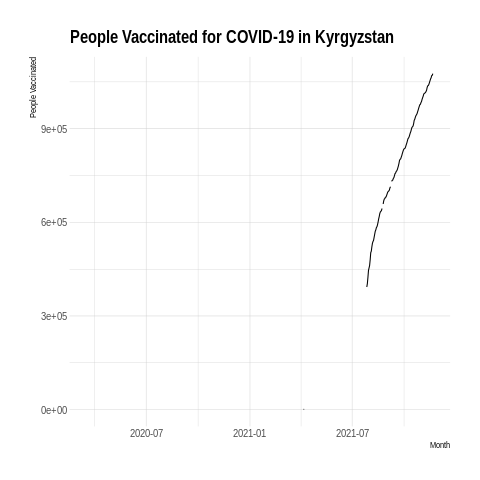 People Vaccinated for COVID-19 in Kyrgyzstan
People Vaccinated
9e+05
6e+05
3e+05
0e+00
2020-07
2021-01
2021-07
Month